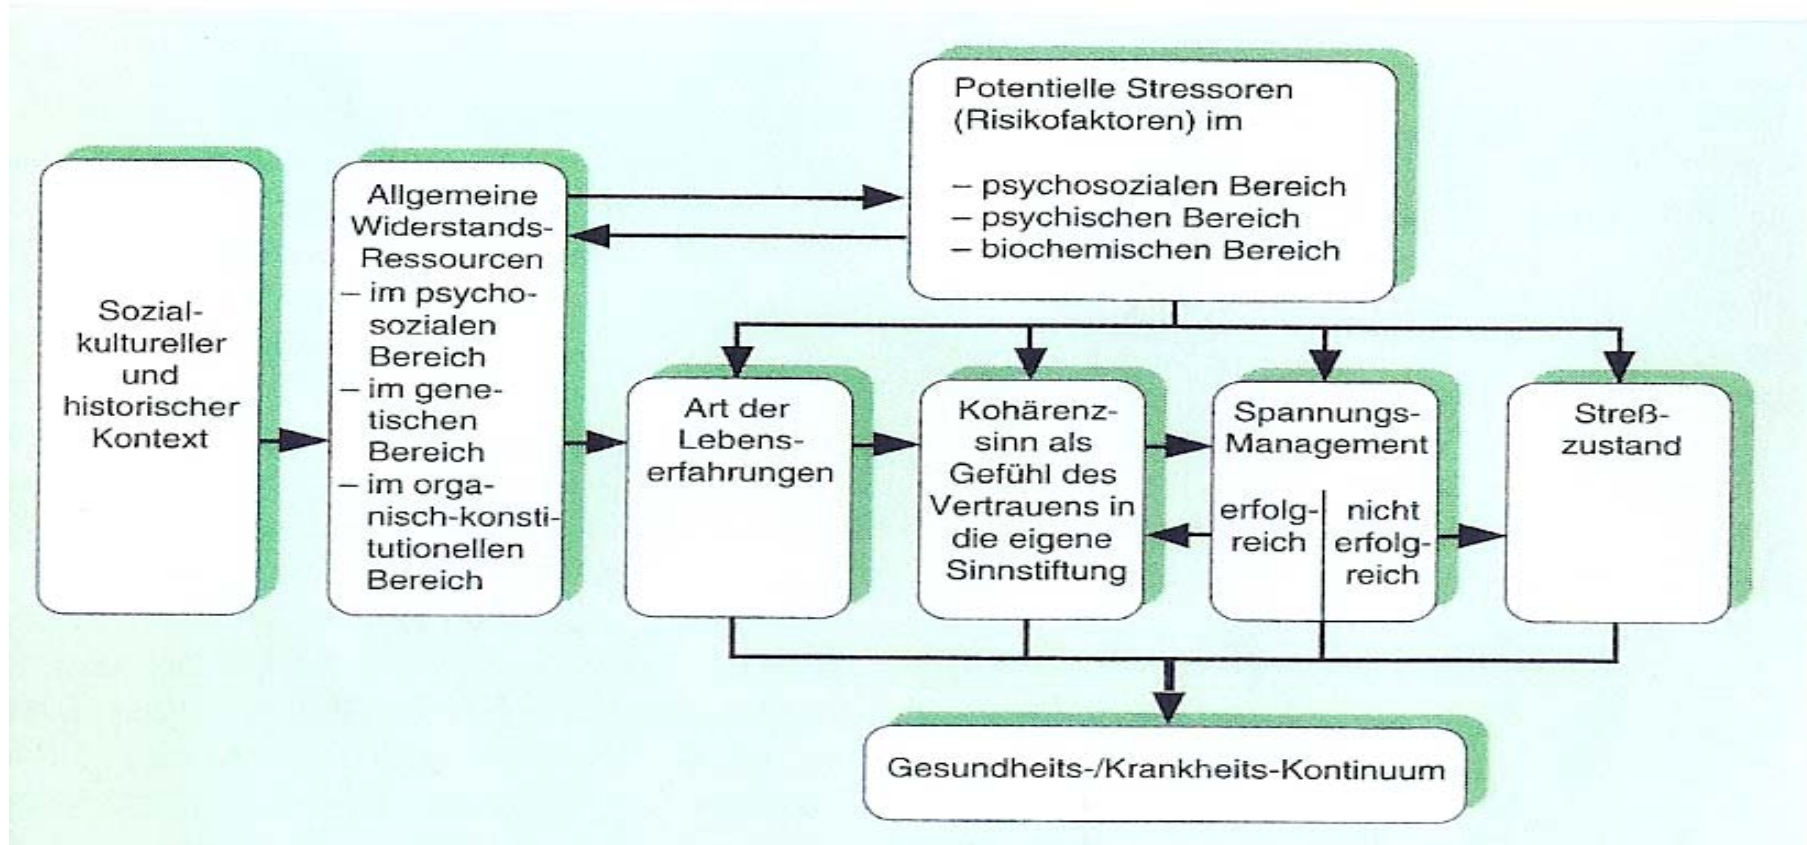 Sozial-
kultureller
und
historischer
Kontext
Allgemeine
Widerstands-
Ressourcen
– im psycho-
sozialen
Bereich
– im gene-
tischen
Bereich
– im orga-
nisch-konsti-
tutionellen
Bereich
Potentielle Stressoren
(Risikofaktoren) im
– psychosozialen Bereich
– psychischen Bereich
– biochemischen Bereich
Art der
Lebens-
erfahrungen
Kohärenz-
sinn als
Gefühl des
Vertrauens in
die eigene
Sinnstiftung
Spannungs-
Management
erfolg-
reich
nicht
erfolg-
reich
Streß-
zustand
Gesundheits-/Krankheits-Kontinuum